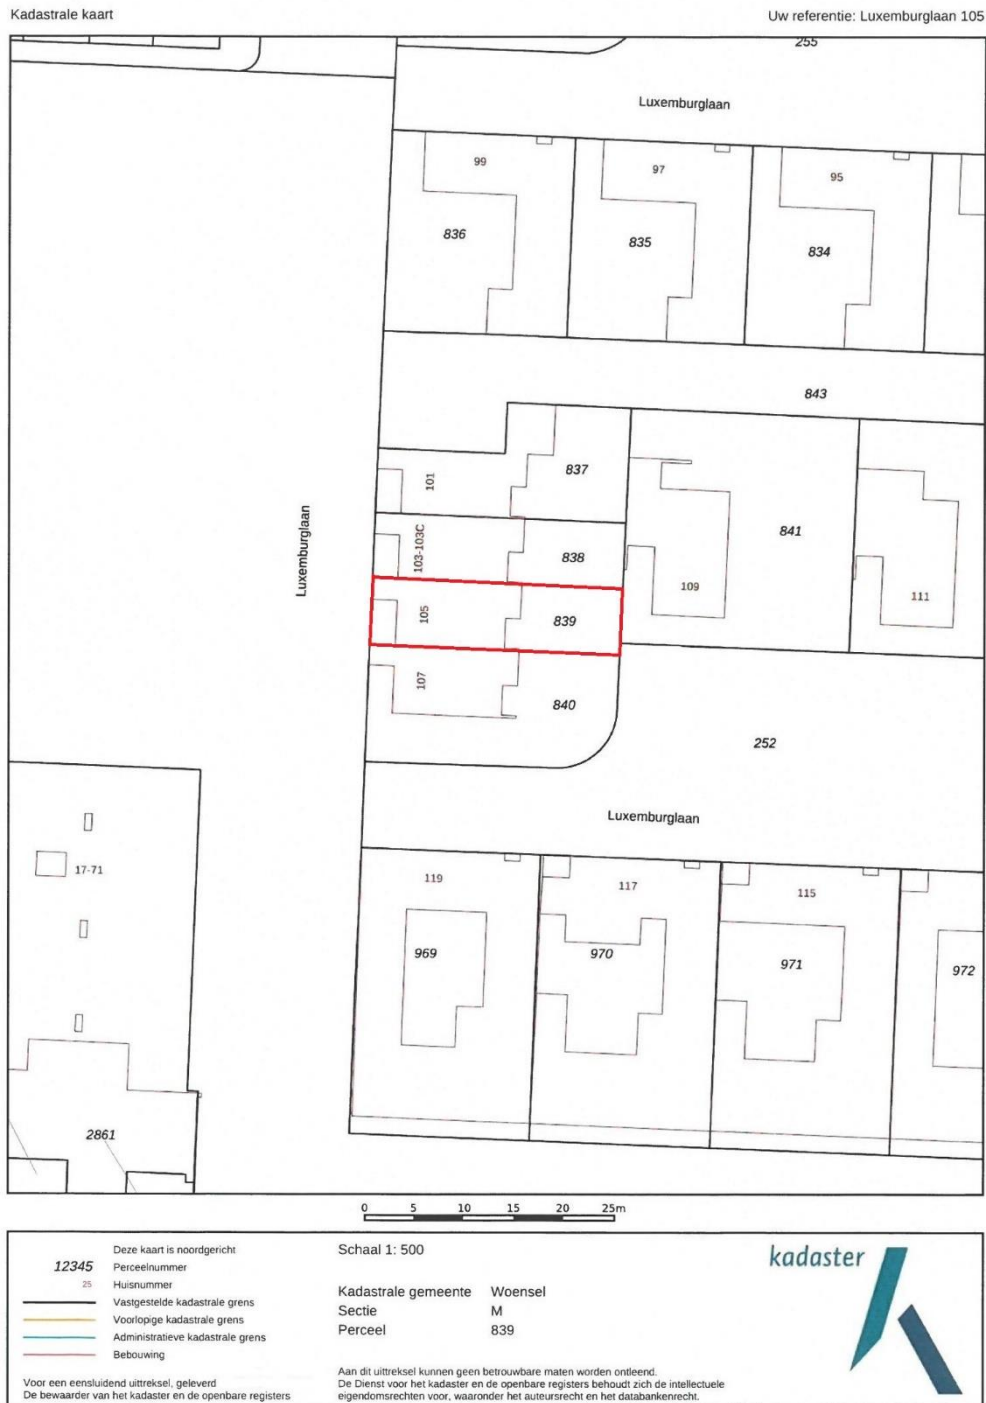 Kadastrale kaart
Uw referentie: Luxemburglaan 105
255
Luxemburglaan
99
97
95
836
835
834
843
101
837
841
Luxemburglaan
103-103C
838
109
111
105
839
107
840
252
Luxemburglaan
17-71
119
117
115
969
970
971
972
2861
0 5 10 15 20 25m
Deze kaart is noordgericht
12345 Perceelnummer
25 Huisnummer
Vastgestelde kadastrale grens
Voorlopige kadastrale grens
Administratieve kadastrale grens
Bebouwing
Voor een eensluidend uittreksel, geleverd
De bewaarder van het kadaster en de openbare registers
Schaal 1: 500
Kadastrale gemeente Woensel
Sectie M
Perceel 839
Aan dit uittreksel kunnen geen betrouwbare maten worden ontleend.
De Dienst voor het kadaster en de openbare registers behoudt zich de intellectuele
eigendomsrechten voor, waaronder het auteursrecht en het databankenrecht.
kadaster